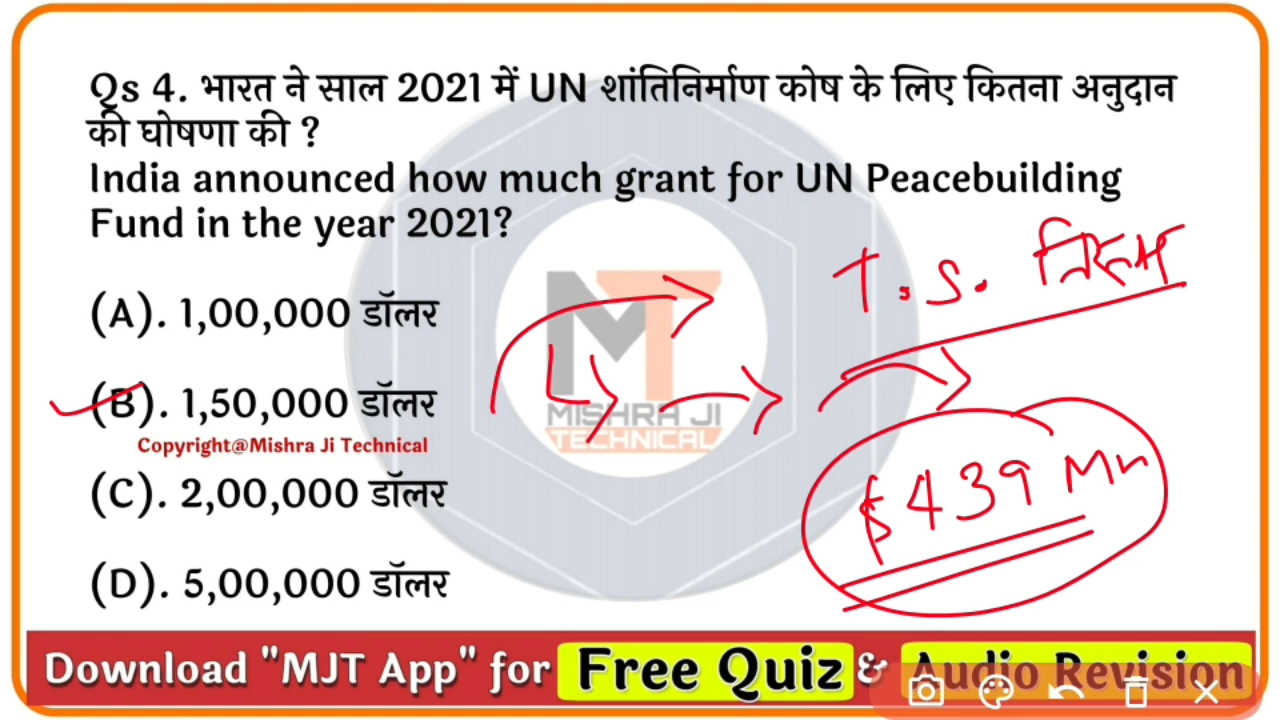 Qs 4. भारत ने साल 2021 में UN शांतिनिर्माण कोष के लिए कितना अनुदान
की घोषणा की ?
India announced how much grant for UN Peacebuilding
Fund in the year 2021?
T.S.
(A). 1,00,000 डॉलर
(B). 1,50,000 डॉलर
MT
MISHRA JI
TECHNICAL
Copyright@Mishra Ji Technical
$439 Mn
(C). 2,00,000 डॉलर
(D). 5,00,000 डॉलर
Download "MJT App" for Free Quiz & Audio Revision